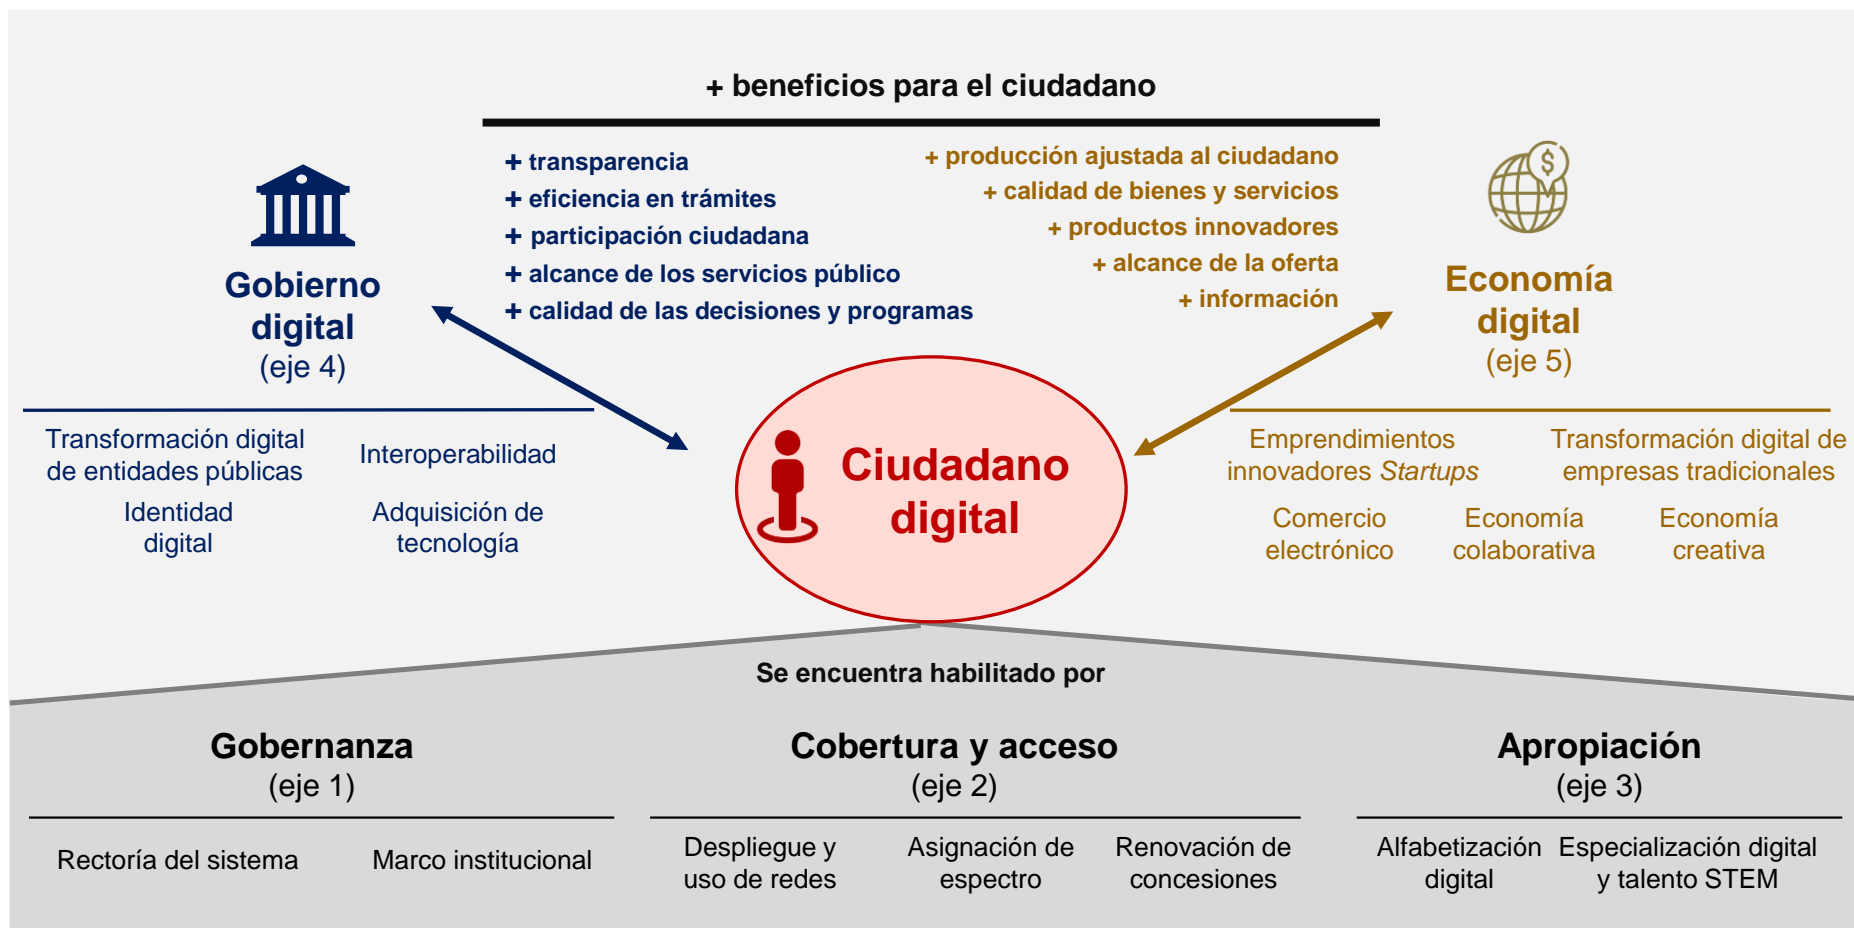 + beneficios para el ciudadano
+ transparencia
+ eficiencia en trámites
+ participación ciudadana
+ alcance de los servicios público
+ calidad de las decisiones y programas
+ producción ajustada al ciudadano
+ calidad de bienes y servicios
+ productos innovadores
+ alcance de la oferta
+ información
$
Gobierno
digital
(eje 4)
Transformación digital
de entidades públicas
Interoperabilidad
Identidad
digital
Adquisición de
tecnología
Economía
digital
(eje 5)
Emprendimientos
innovadores Startups
Transformación digital de
empresas tradicionales
Comercio
electrónico
Economía
colaborativa
Economía
creativa
Ciudadano
digital
Se encuentra habilitado por
Gobernanza
(eje 1)
Rectoría del sistema
Marco institucional
Cobertura y acceso
(eje 2)
Despliegue y
uso de redes
Asignación de
espectro
Renovación de
concesiones
Apropiación
(eje 3)
Alfabetización
digital
Especialización digital
y talento STEM